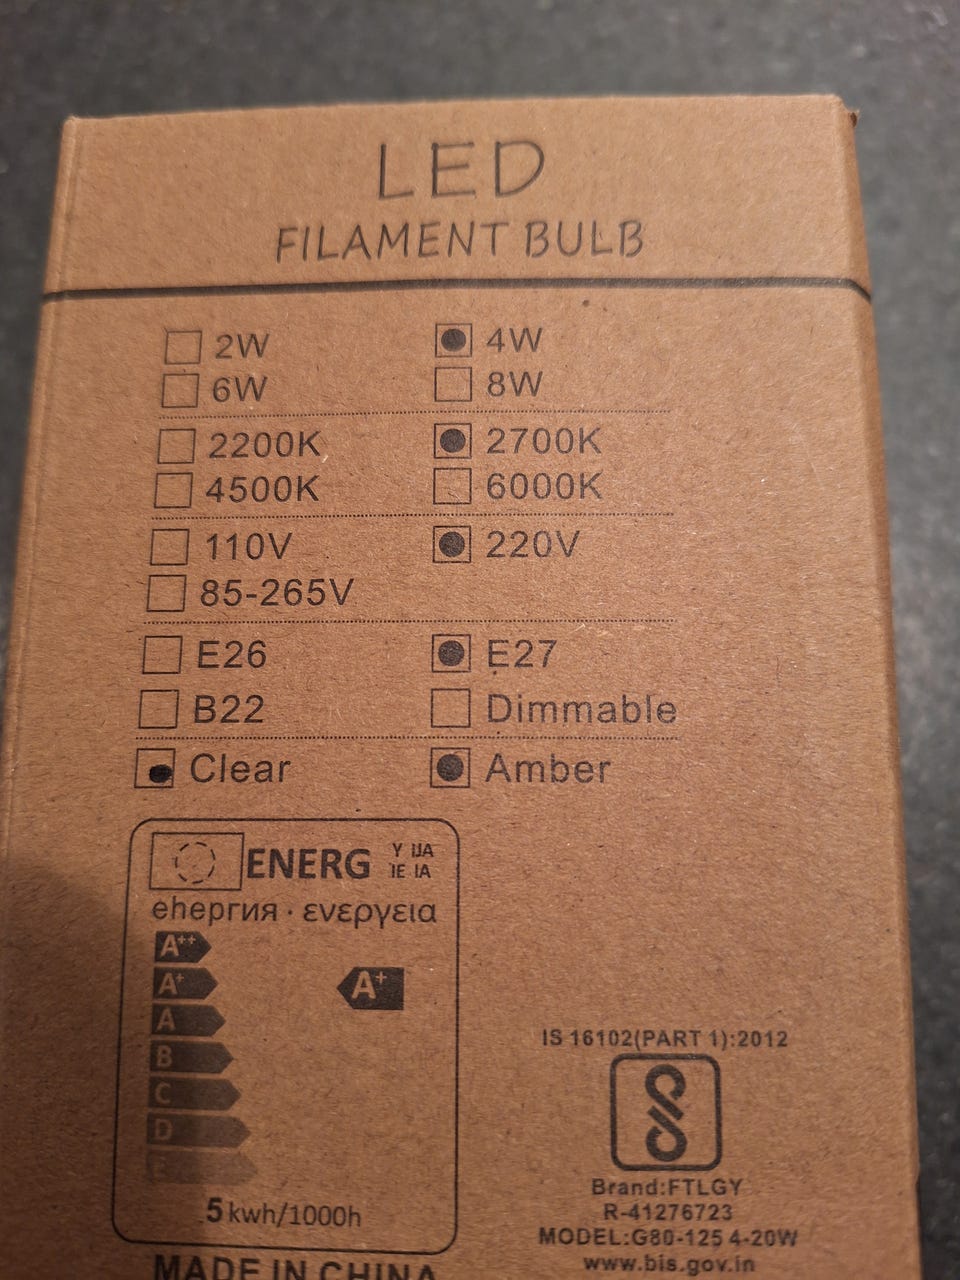 LED
FILAMENT BULB
2W 4W
6W 8W
2200K 2700K
4500K 6000K
110V 220V
85-265V
E26 E27
B22 Dimmable
Clear Amber
ENERG Y IJA
IE IA
ehepгия · ενεργεια
A++
A+ A+
A
B
C
D
E
.5 kwh/1000h
MADE IN CHINA
IS 16102(PART 1):2012
Brand:FTLGY
R-41276723
MODEL:G80-125 4-20W
www.bis.gov.in